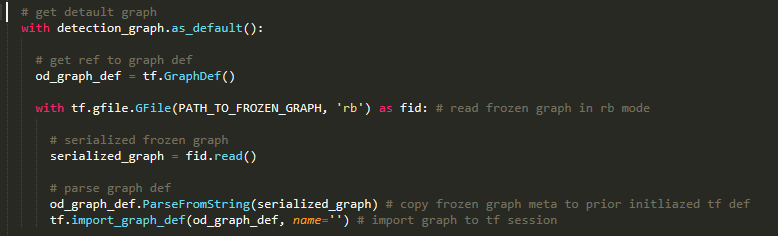 # get detault graph
with detection_graph.as_default():
# get ref to graph def
od_graph_def = tf.GraphDef()
with tf.gfile.GFile(PATH_TO_FROZEN_GRAPH, 'rb') as fid: # read frozen graph in rb mode
# serialized frozen graph
serialized_graph = fid.read()
# parse graph def
od_graph_def.ParseFromString(serialized_graph) # copy frozen graph meta to prior initliazed tf def
tf.import_graph_def(od_graph_def, name='') # import graph to tf session